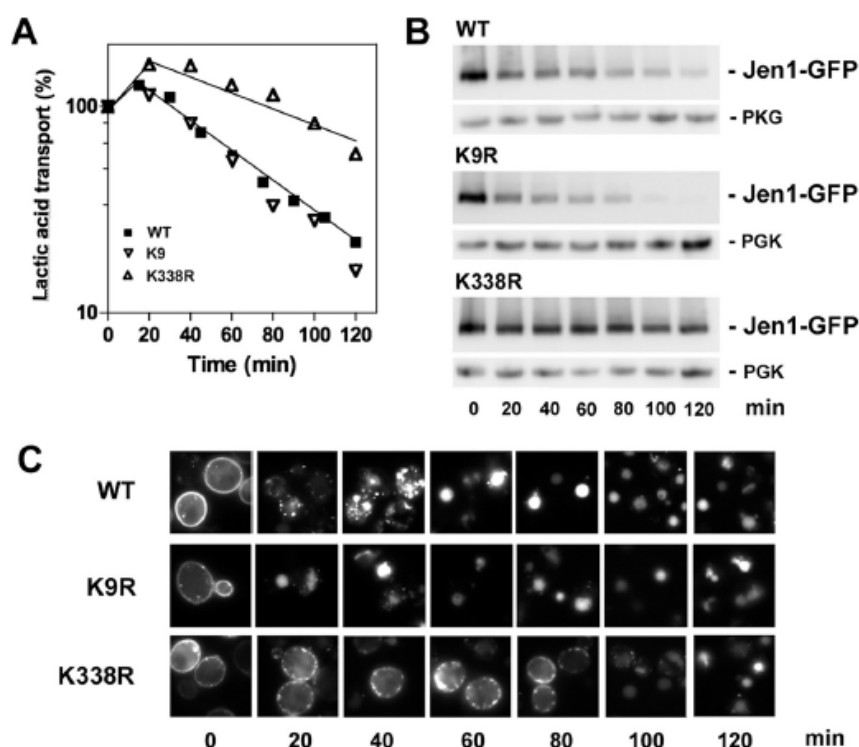 A
Lactic acid transport (%)
100
10
WT
K9
K338R
0 20 40 60 80 100 120
Time (min)
B
WT
- Jen1-GFP
- PKG
K9R
- Jen1-GFP
- PGK
K338R
- Jen1-GFP
- PGK
0 20 40 60 80 100 120 min
C
WT
K9R
K338R
0 20 40 60 80 100 120 min